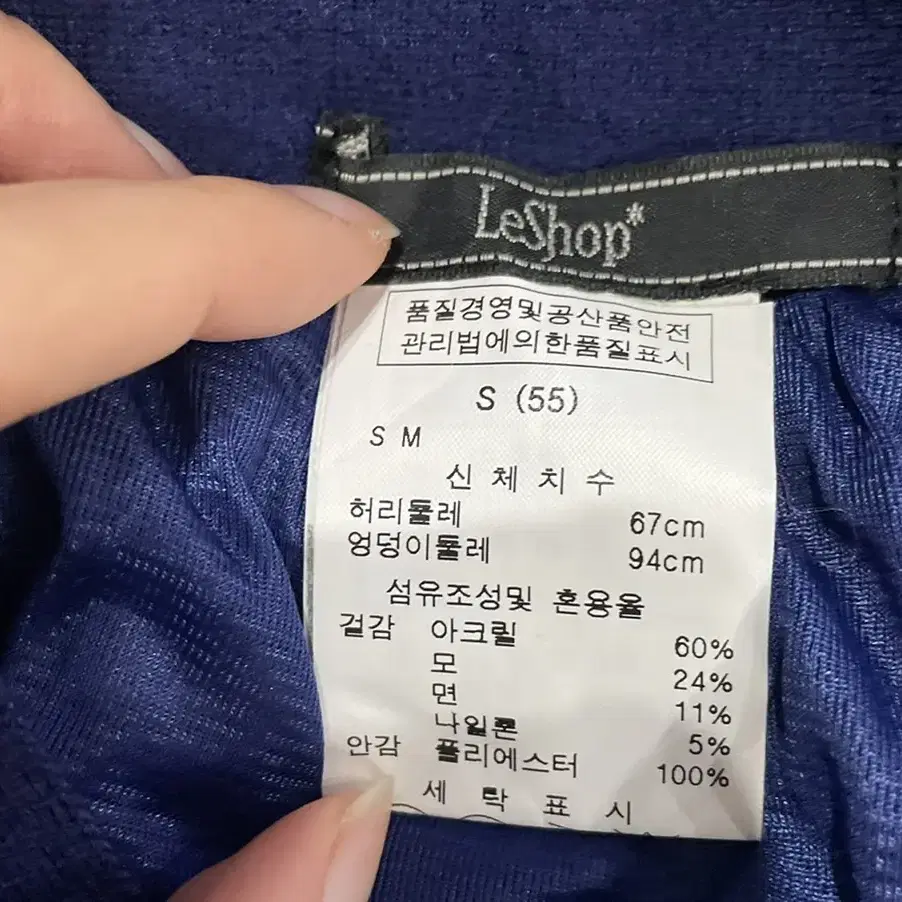 LeShop*
품질경영및공산품안전
관리법에의한품질표시
S (55)
S M
신 체 치 수
허리둘레 67cm
엉덩이둘레 94cm
섬유조성및 혼용율
겉감 아크릴 60%
모 24%
면 11%
나일론 5%
안감 폴리에스터 100%
세 탁 표 시